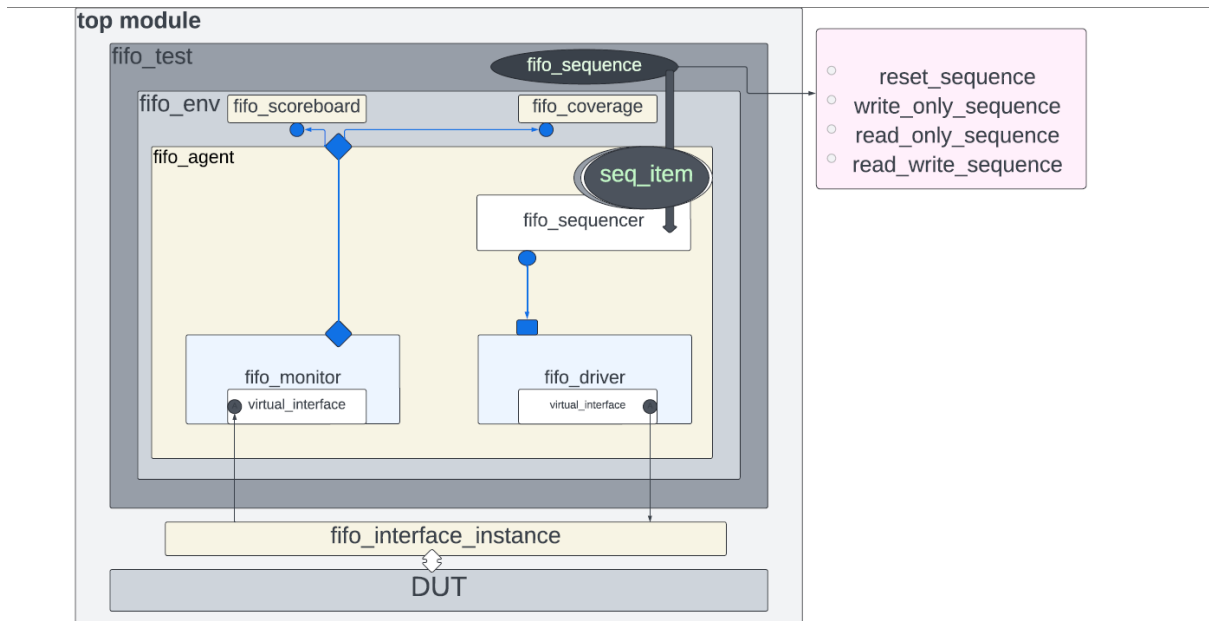 top module
fifo_test
fifo_sequence
fifo_env
fifo_scoreboard
fifo_coverage
fifo_agent
seq_item
fifo_sequencer
fifo_monitor
virtual_interface
fifo_driver
virtual_interface
fifo_interface_instance
DUT
reset_sequence
write_only_sequence
read_only_sequence
read_write_sequence